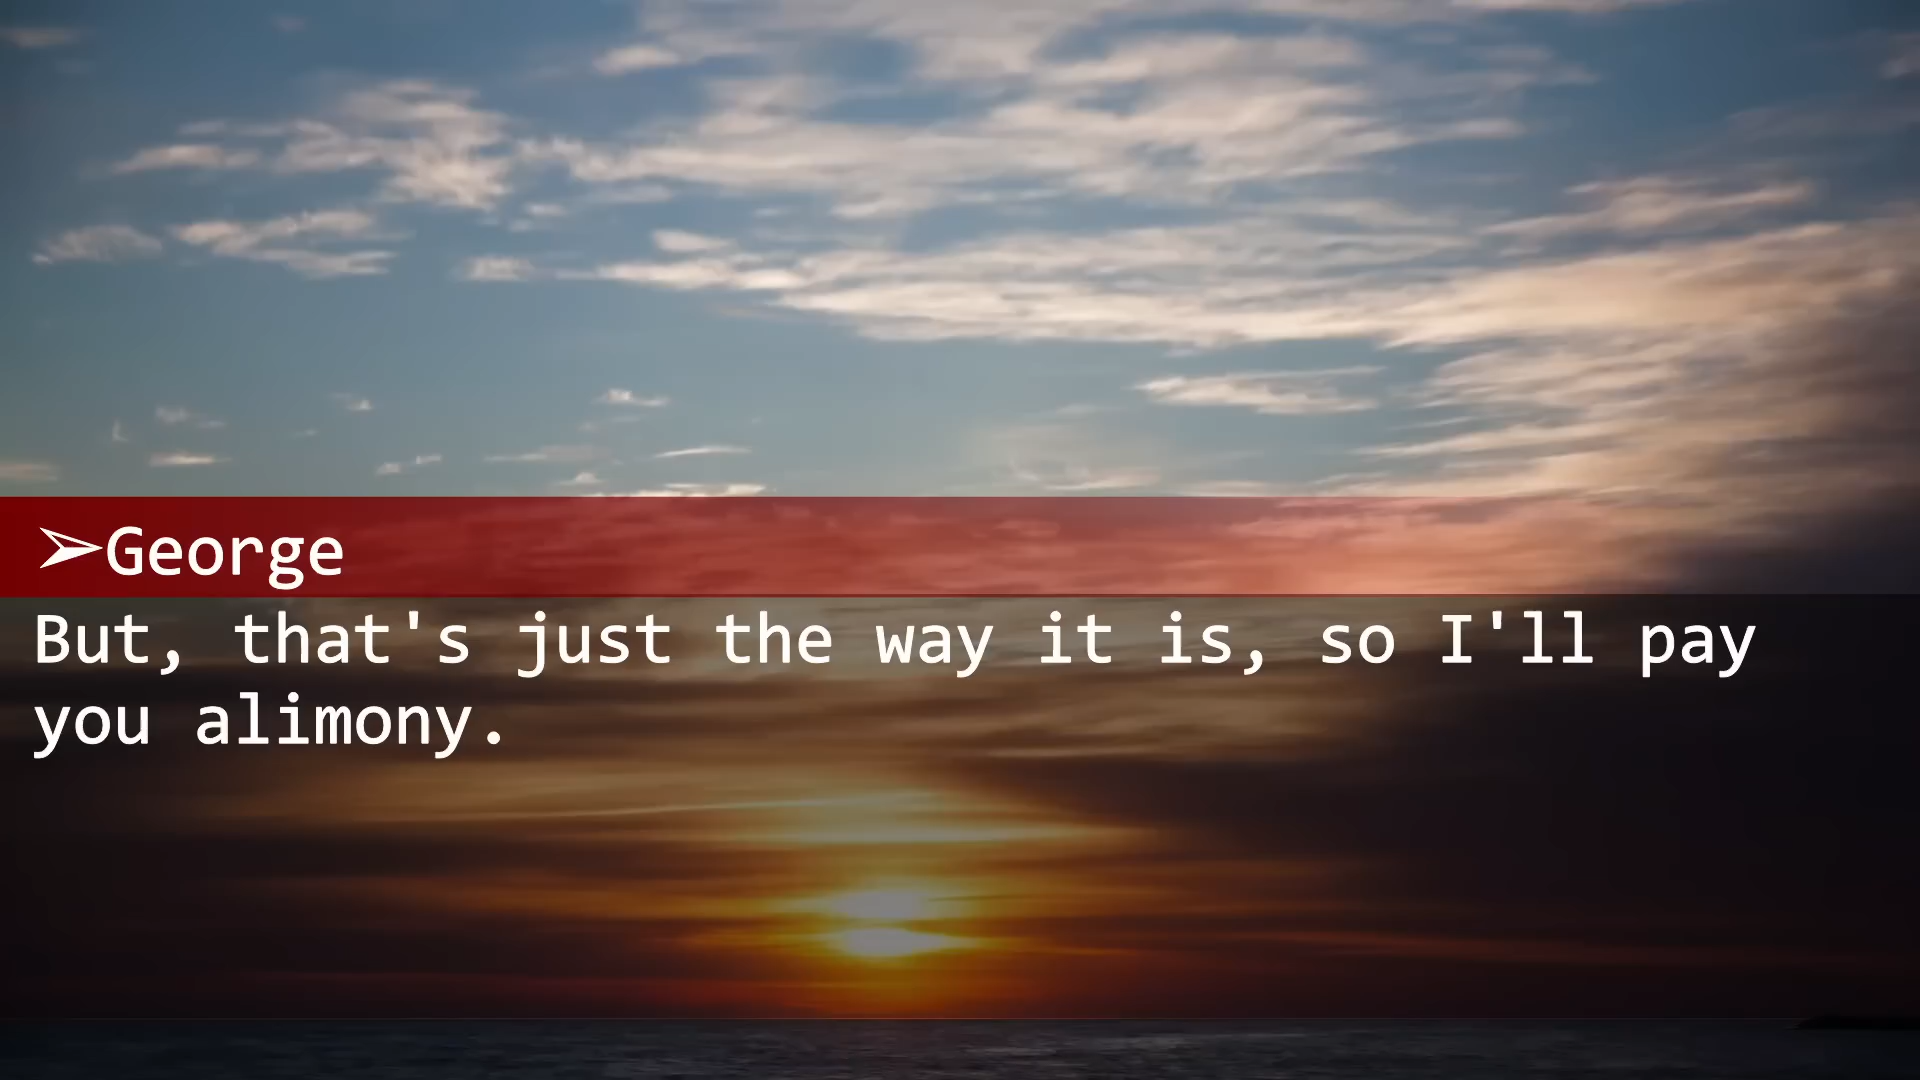 ➢George
But, that's just the way it is, so I'll pay
you alimony.